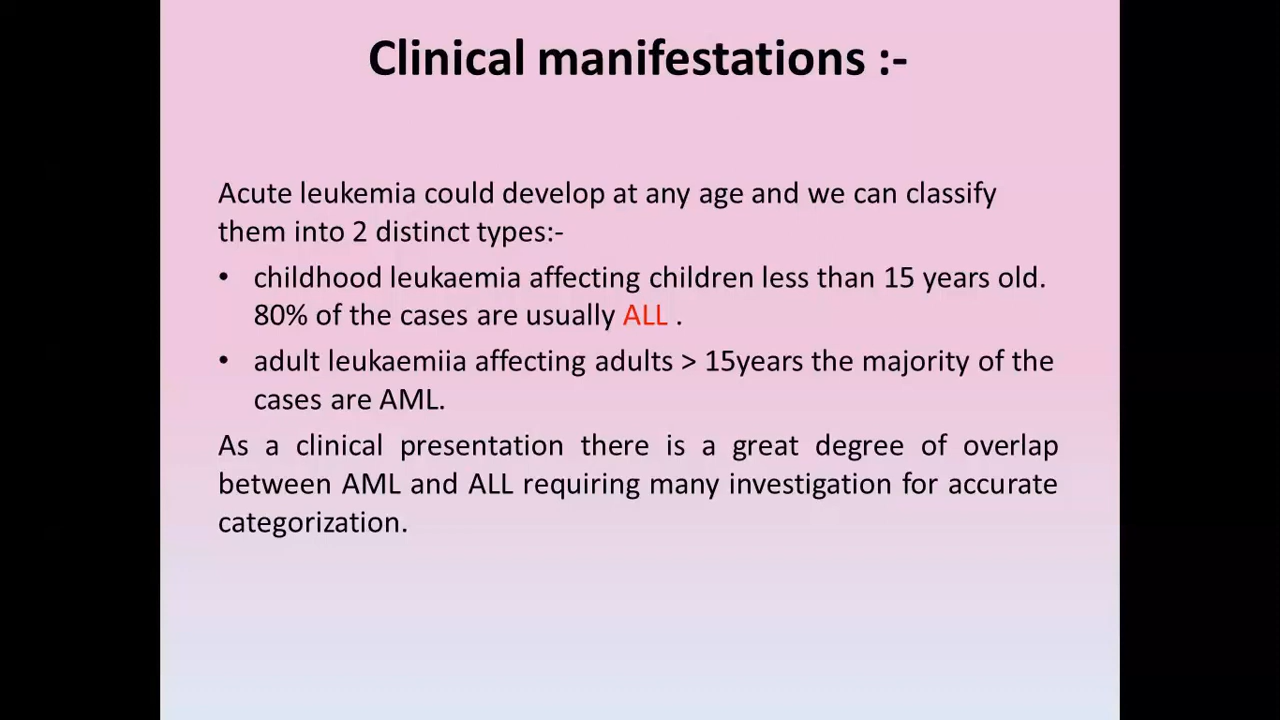 Clinical manifestations :-
Acute leukemia could develop at any age and we can classify
them into 2 distinct types:-
• childhood leukaemia affecting children less than 15 years old.
80% of the cases are usually ALL .
• adult leukaemiia affecting adults > 15years the majority of the
cases are AML.
As a clinical presentation there is a great degree of overlap
between AML and ALL requiring many investigation for accurate
categorization.